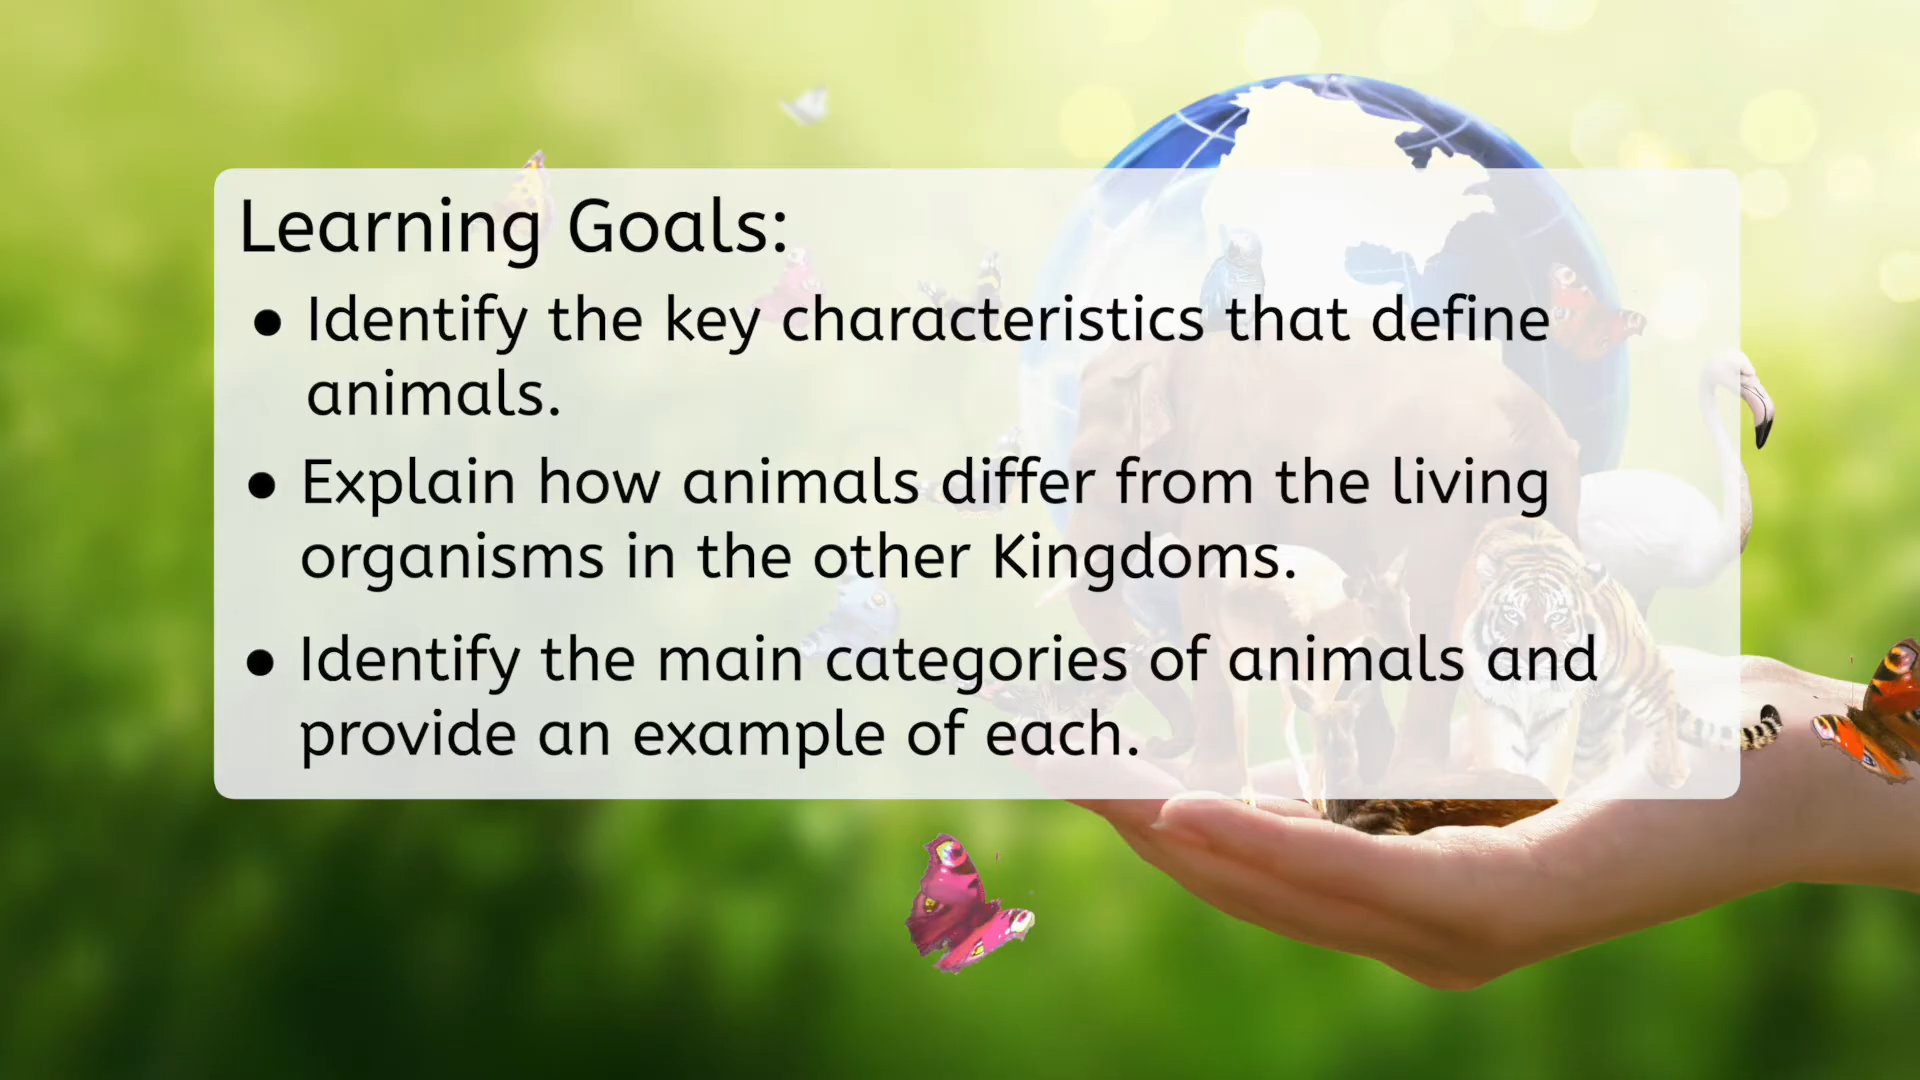 Learning Goals:
● Identify the key characteristics that define
animals.
● Explain how animals differ from the living
organisms in the other Kingdoms.
● Identify the main categories of animals and
provide an example of each.